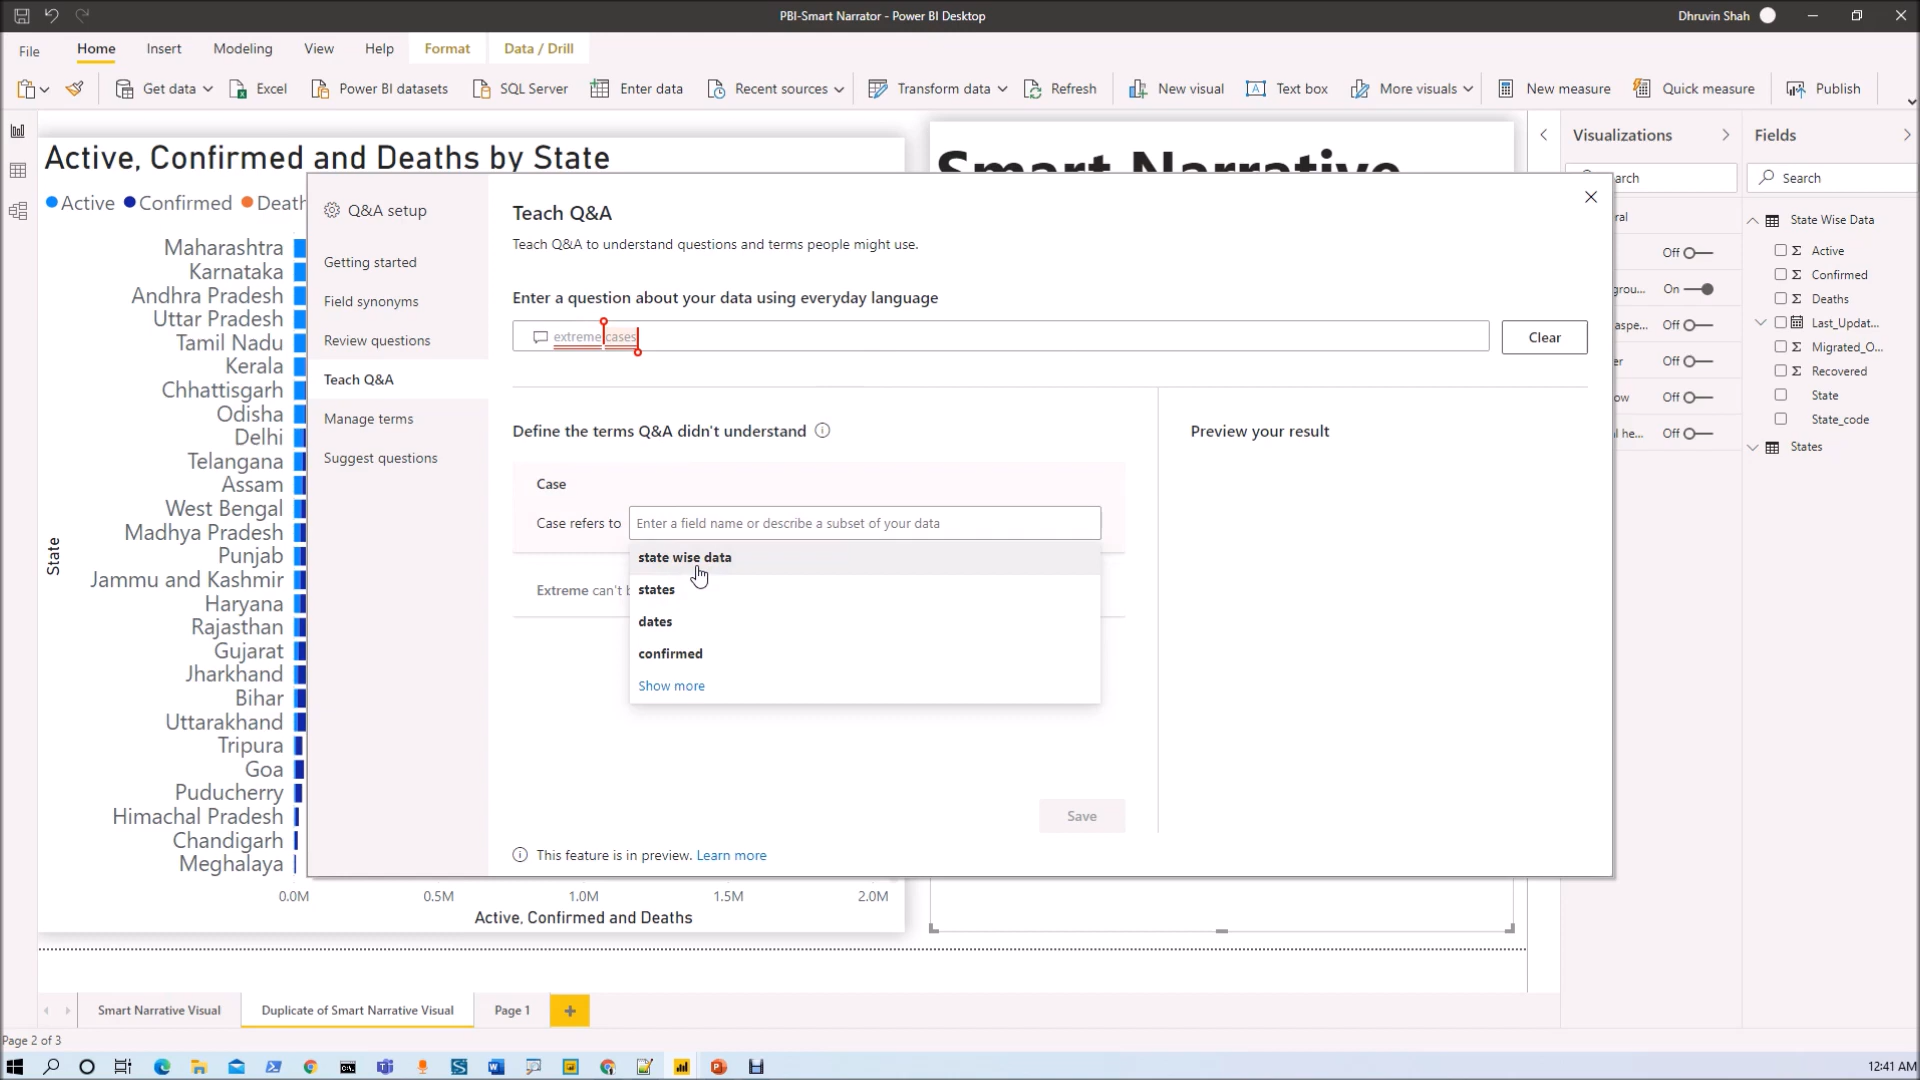 PBI-Smart Narrator - Power BI Desktop
Dhruvin Shah
File
Home
Insert
Modeling
View
Help
Format
Data / Drill
Get data
Excel
Power BI datasets
SQL Server
Enter data
Recent sources
Transform data
Refresh
New visual
Text box
More visuals
New measure
Quick measure
Publish
Active, Confirmed and Deaths by State
Active
Confirmed
Death
Maharashtra
Karnataka
Andhra Pradesh
Uttar Pradesh
Tamil Nadu
Kerala
Chhattisgarh
Odisha
Delhi
Telangana
Assam
West Bengal
Madhya Pradesh
Punjab
Jammu and Kashmir
Haryana
Rajasthan
Gujarat
Jharkhand
Bihar
Uttarakhand
Tripura
Goa
Puducherry
Himachal Pradesh
Chandigarh
Meghalaya
State
0.0M 0.5M 1.0M 1.5M 2.0M
Active, Confirmed and Deaths
Smart Narrative
Q&A setup
Getting started
Field synonyms
Review questions
Teach Q&A
Manage terms
Suggest questions
Teach Q&A
Teach Q&A to understand questions and terms people might use.
Enter a question about your data using everyday language
extreme cases
Clear
Define the terms Q&A didn't understand
Case
Case refers to
Enter a field name or describe a subset of your data
state wise data
states
dates
confirmed
Show more
Extreme can't b
Save
This feature is in preview. Learn more
Preview your result
Visualizations
arch
ral
Off
grou... On
aspe... Off
er Off
ow Off
l he... Off
Fields
Search
State Wise Data
Active
Confirmed
Deaths
Last_Updat...
Migrated_O...
Recovered
State
State_code
States
Smart Narrative Visual
Duplicate of Smart Narrative Visual
Page 1
+
Page 2 of 3
12:41 AM